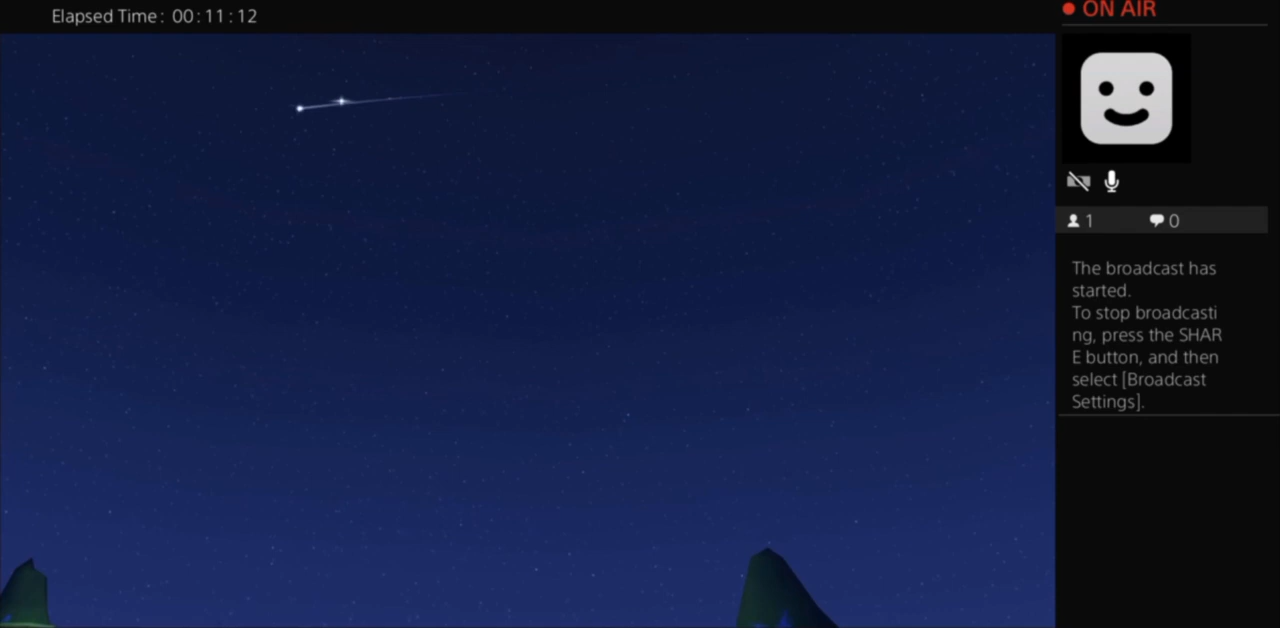 Elapsed Time: 00:11:12
ON AIR
1
0
The broadcast has
started.
To stop broadcasti
ng, press the SHAR
E button, and then
select [Broadcast
Settings].